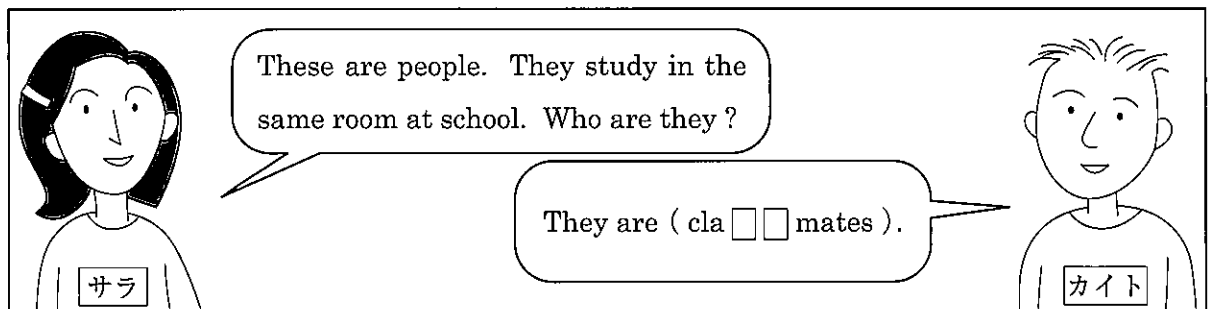 These are people. They study in the
same room at school. Who are they ?
They are ( cla□□mates ).
サラ
カイト